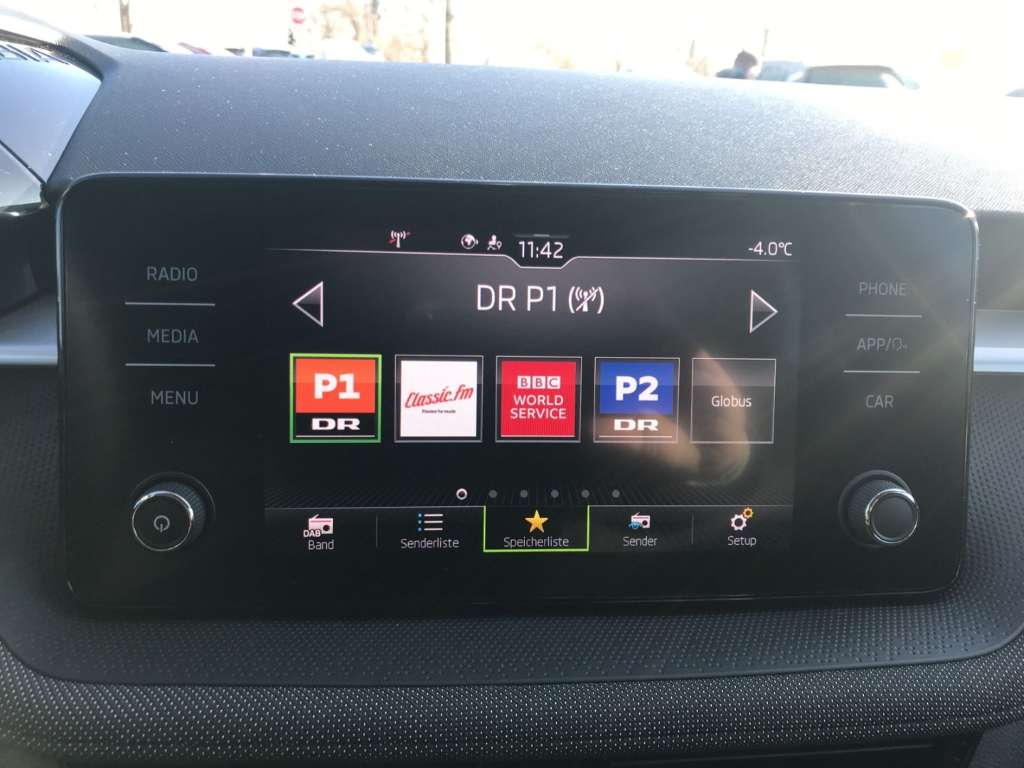 11:42
-4.0°C
RADIO
MEDIA
MENU
DR P1
PHONE
APP/
CAR
P1
DR
Classic fm
BBC
WORLD
SERVICE
P2
DR
Globus
DAB
Band
Senderliste
Speicherliste
Sender
Setup